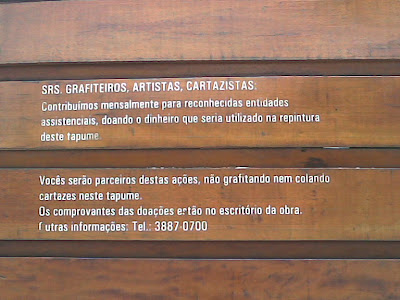 SRS. GRAFITEIROS, ARTISTAS, CARTAZISTAS:
Contribuímos mensalmente para reconhecidas entidades
assistenciais, doando o dinheiro que seria utilizado na repintura
deste tapume.
Vocês serão parceiros destas ações, não grafitando nem colando
cartazes neste tapume.
Os comprovantes das doações estão no escritório da obra.
Outras informações: Tel.: 3887-0700